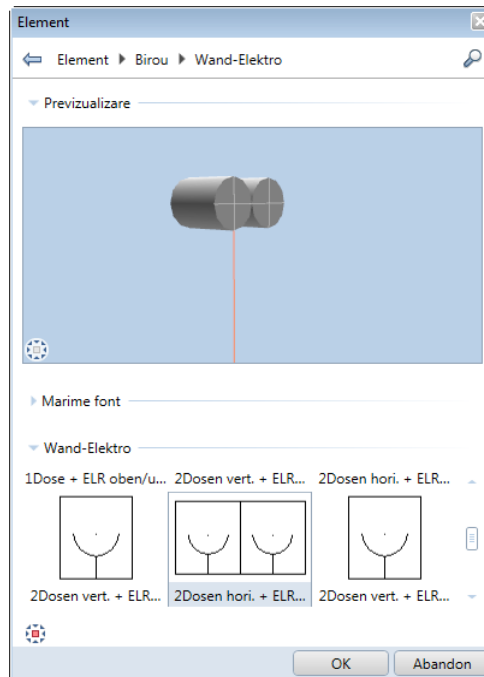 Element
Element Birou Wand-Elektro
Previzualizare
Marime font
Wand-Elektro
1Dose + ELR oben/u... 2Dosen vert. + ELR... 2Dosen hori. + ELR...
2Dosen vert. + ELR... 2Dosen hori. + ELR... 2Dosen vert. + ELR...
OK Abandon